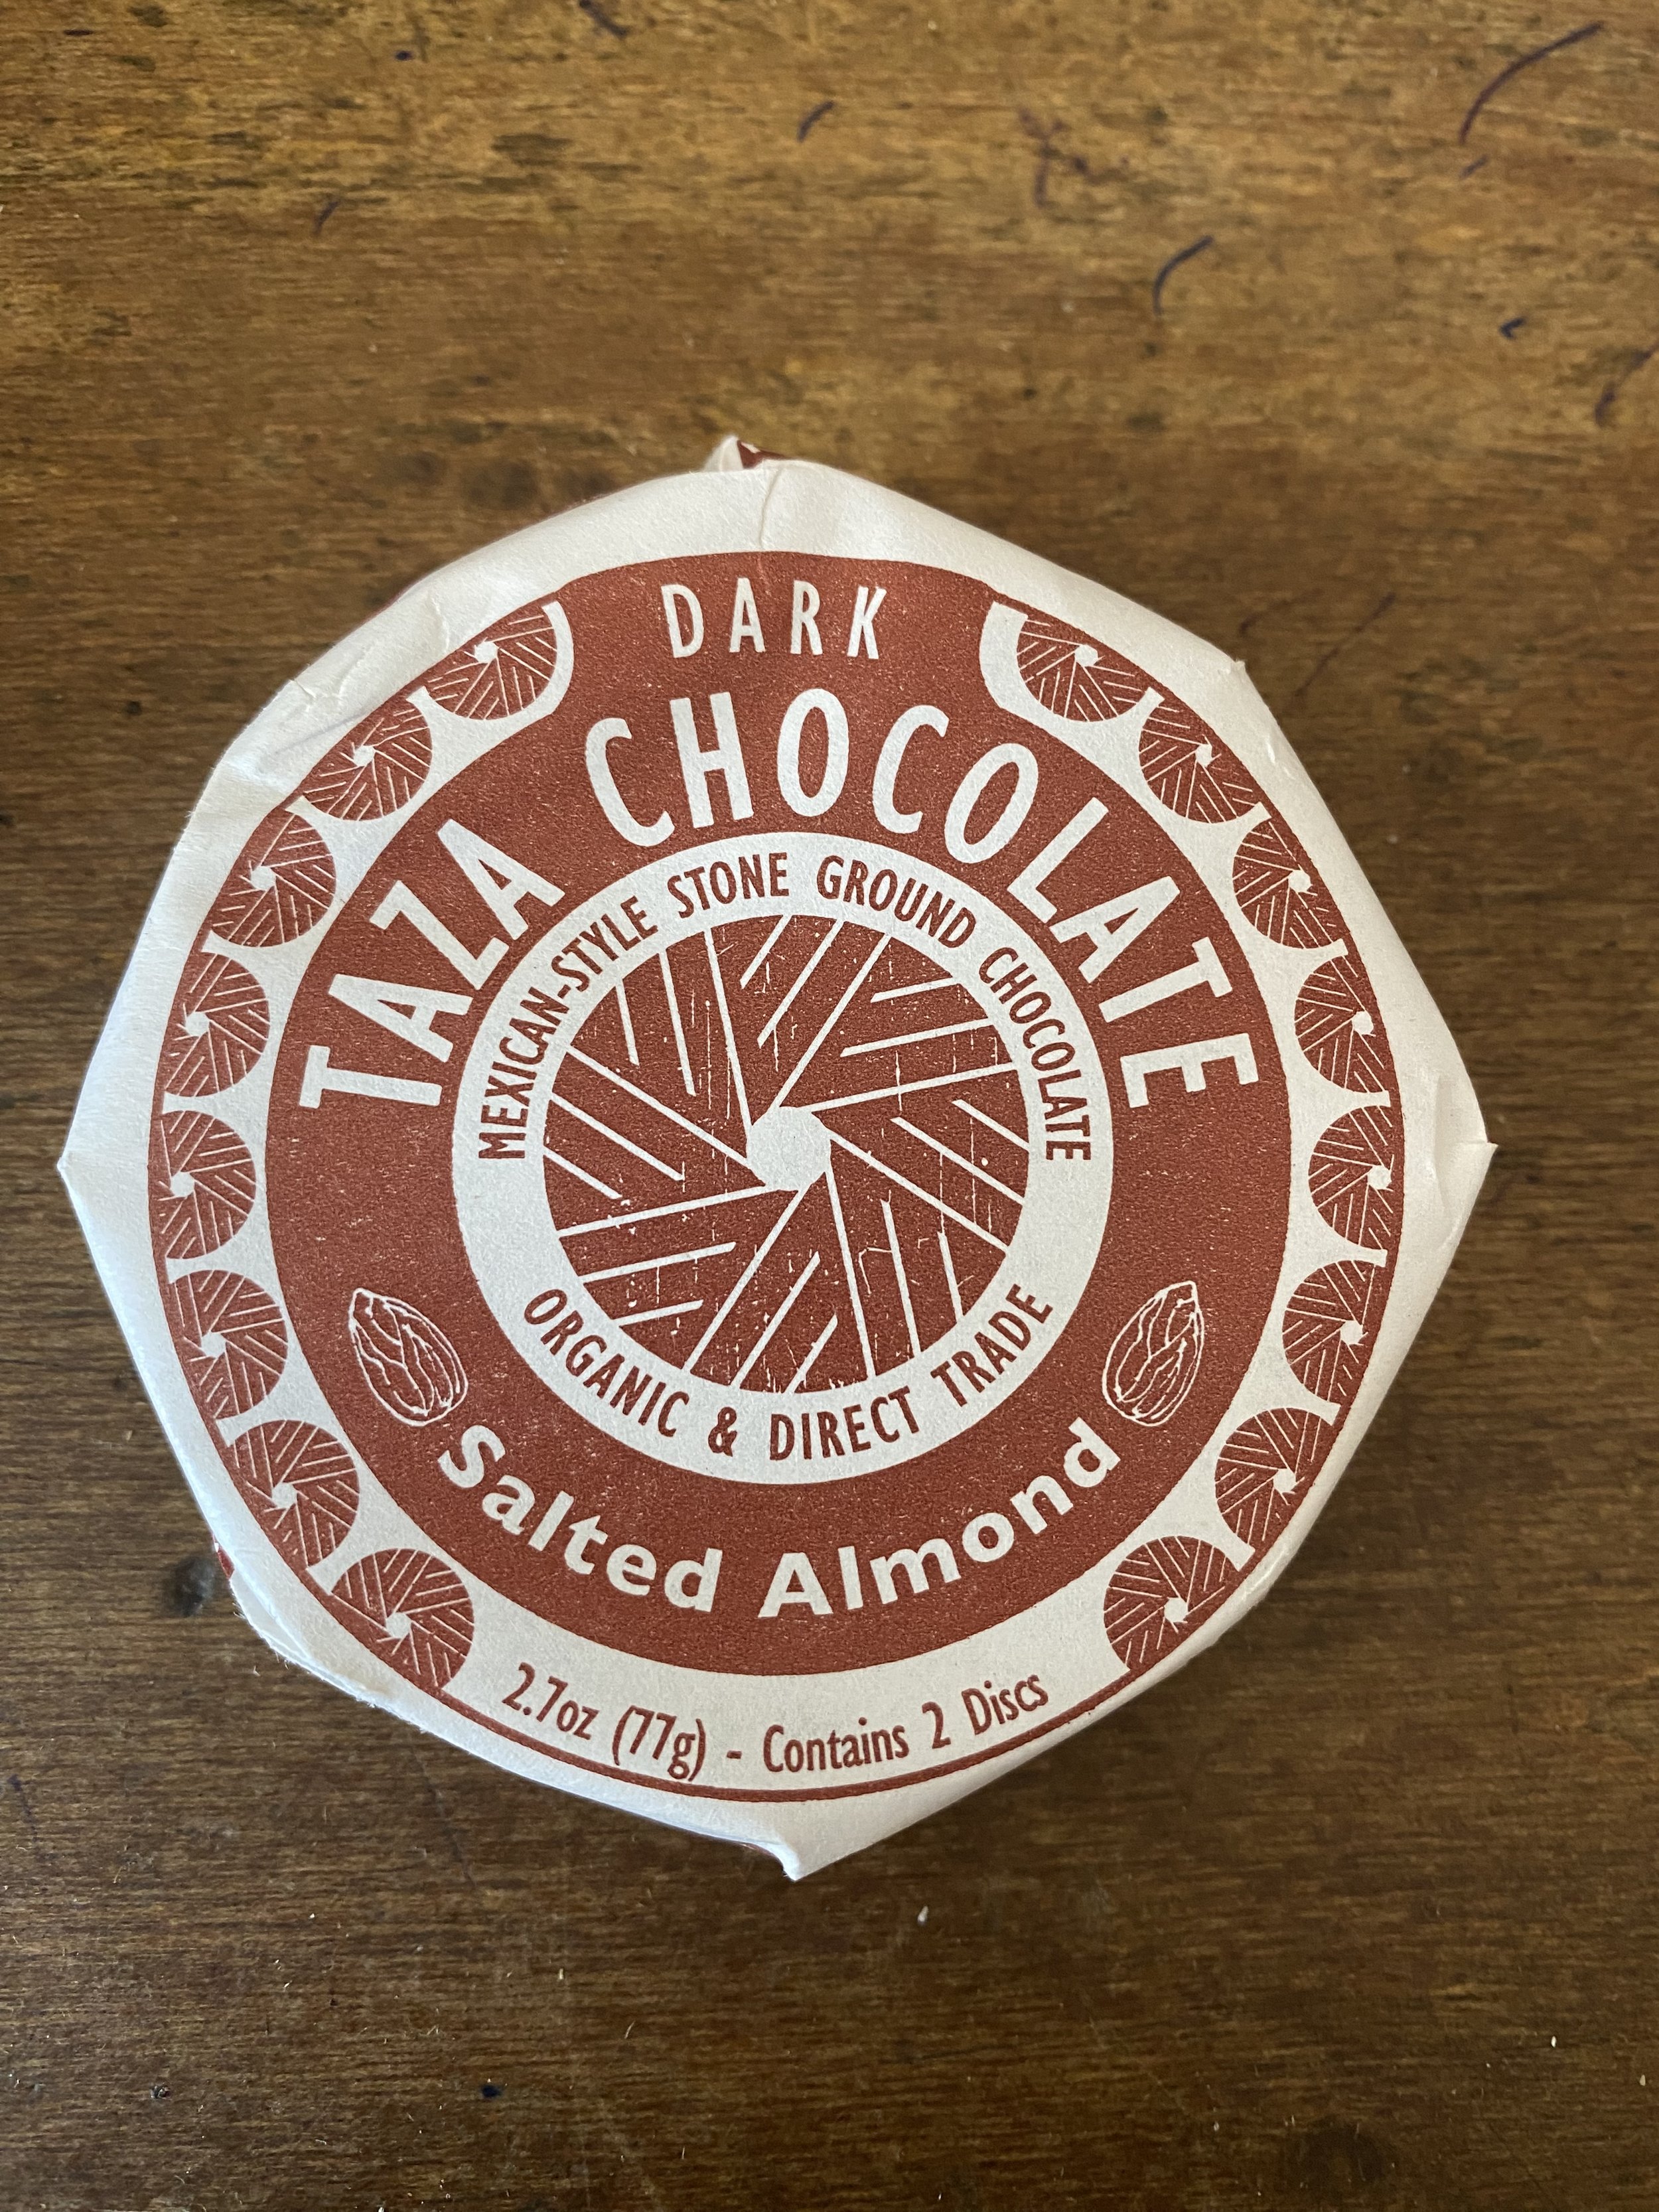 DARK
TAZA CHOCOLATE
MEXICAN-STYLE STONE GROUND CHOCOLATE
ORGANIC & DIRECT TRADE
Salted Almond
2.7oz (77g) - Contains 2 Discs